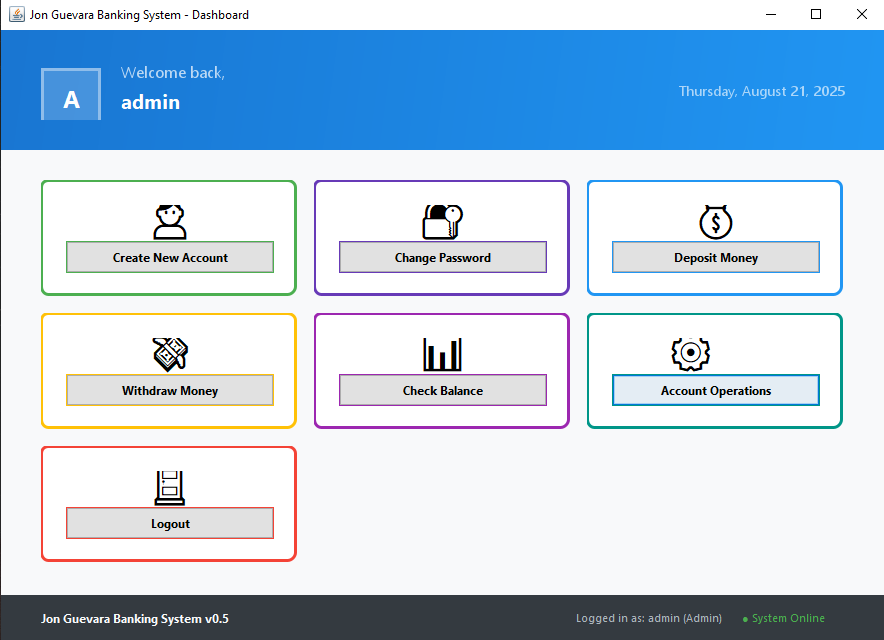 Jon Guevara Banking System - Dashboard
A
Welcome back,
admin
Thursday, August 21, 2025
Create New Account
Change Password
$
Deposit Money
Withdraw Money
Check Balance
Account Operations
Logout
Jon Guevara Banking System v0.5
Logged in as: admin (Admin)
● System Online